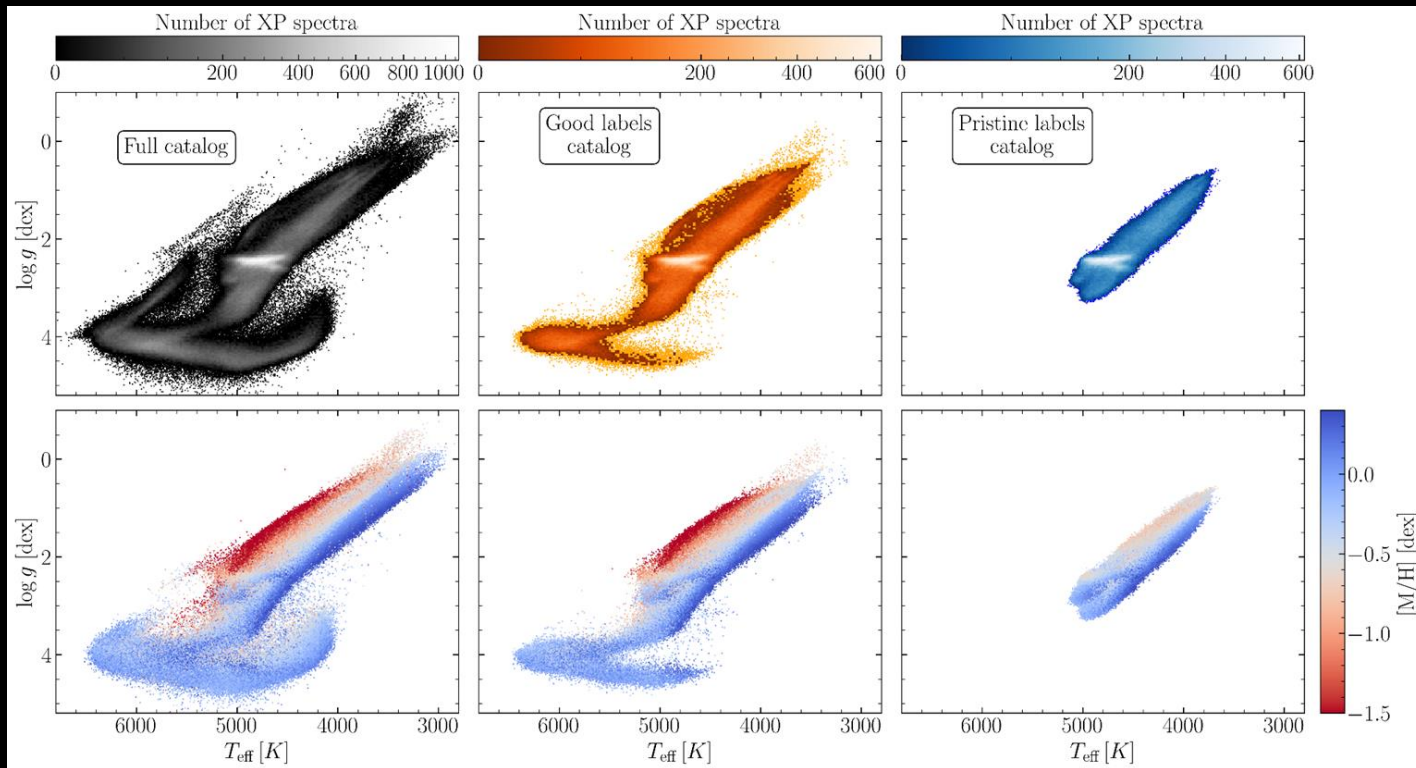 Number of XP spectra
0 200 400 600 800 1000
Number of XP spectra
0 200 400 600
Number of XP spectra
0 200 400 600
Full catalog
Good labels
catalog
Pristine labels
catalog
log g [dex]
0
2
4
log g [dex]
0
2
4
6000 5000 4000 3000
T_eff [K]
6000 5000 4000 3000
T_eff [K]
6000 5000 4000 3000
T_eff [K]
0.0
−0.5
−1.0
−1.5
[M/H] [dex]